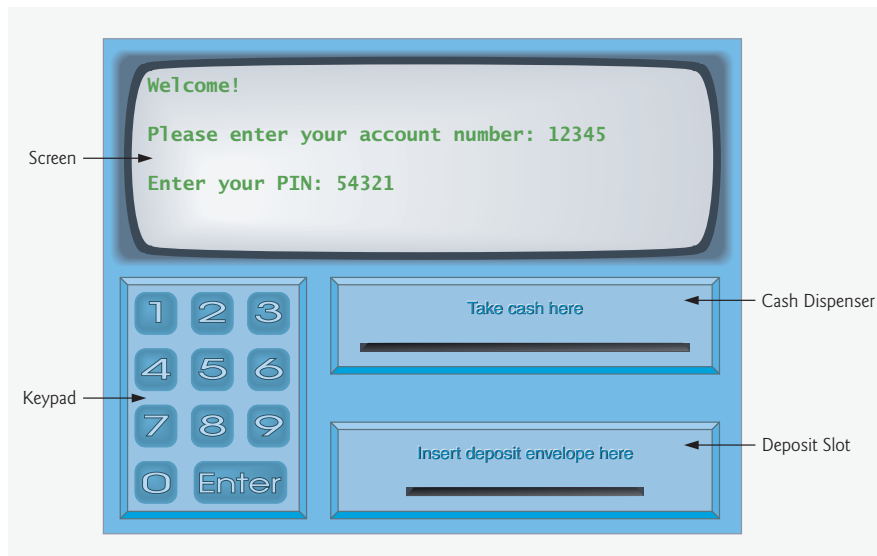 Welcome!
Please enter your account number: 12345
Enter your PIN: 54321
Screen
1 2 3
4 5 6
7 8 9
0 Enter
Keypad
Take cash here
Cash Dispenser
Insert deposit envelope here
Deposit Slot